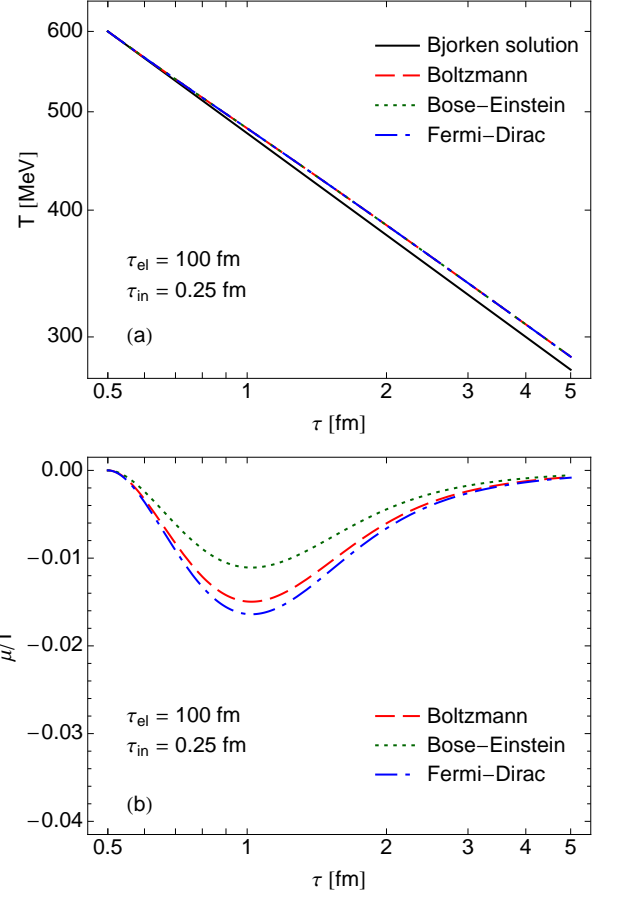 600
500
400
300
T [MeV]
Bjorken solution
Boltzmann
Bose−Einstein
Fermi−Dirac
τel = 100 fm
τin = 0.25 fm
(a)
0.5 1 2 3 4 5
τ [fm]
0.00
−0.01
−0.02
−0.03
−0.04
μ/T
τel = 100 fm
τin = 0.25 fm
Boltzmann
Bose−Einstein
Fermi−Dirac
(b)
0.5 1 2 3 4 5
τ [fm]